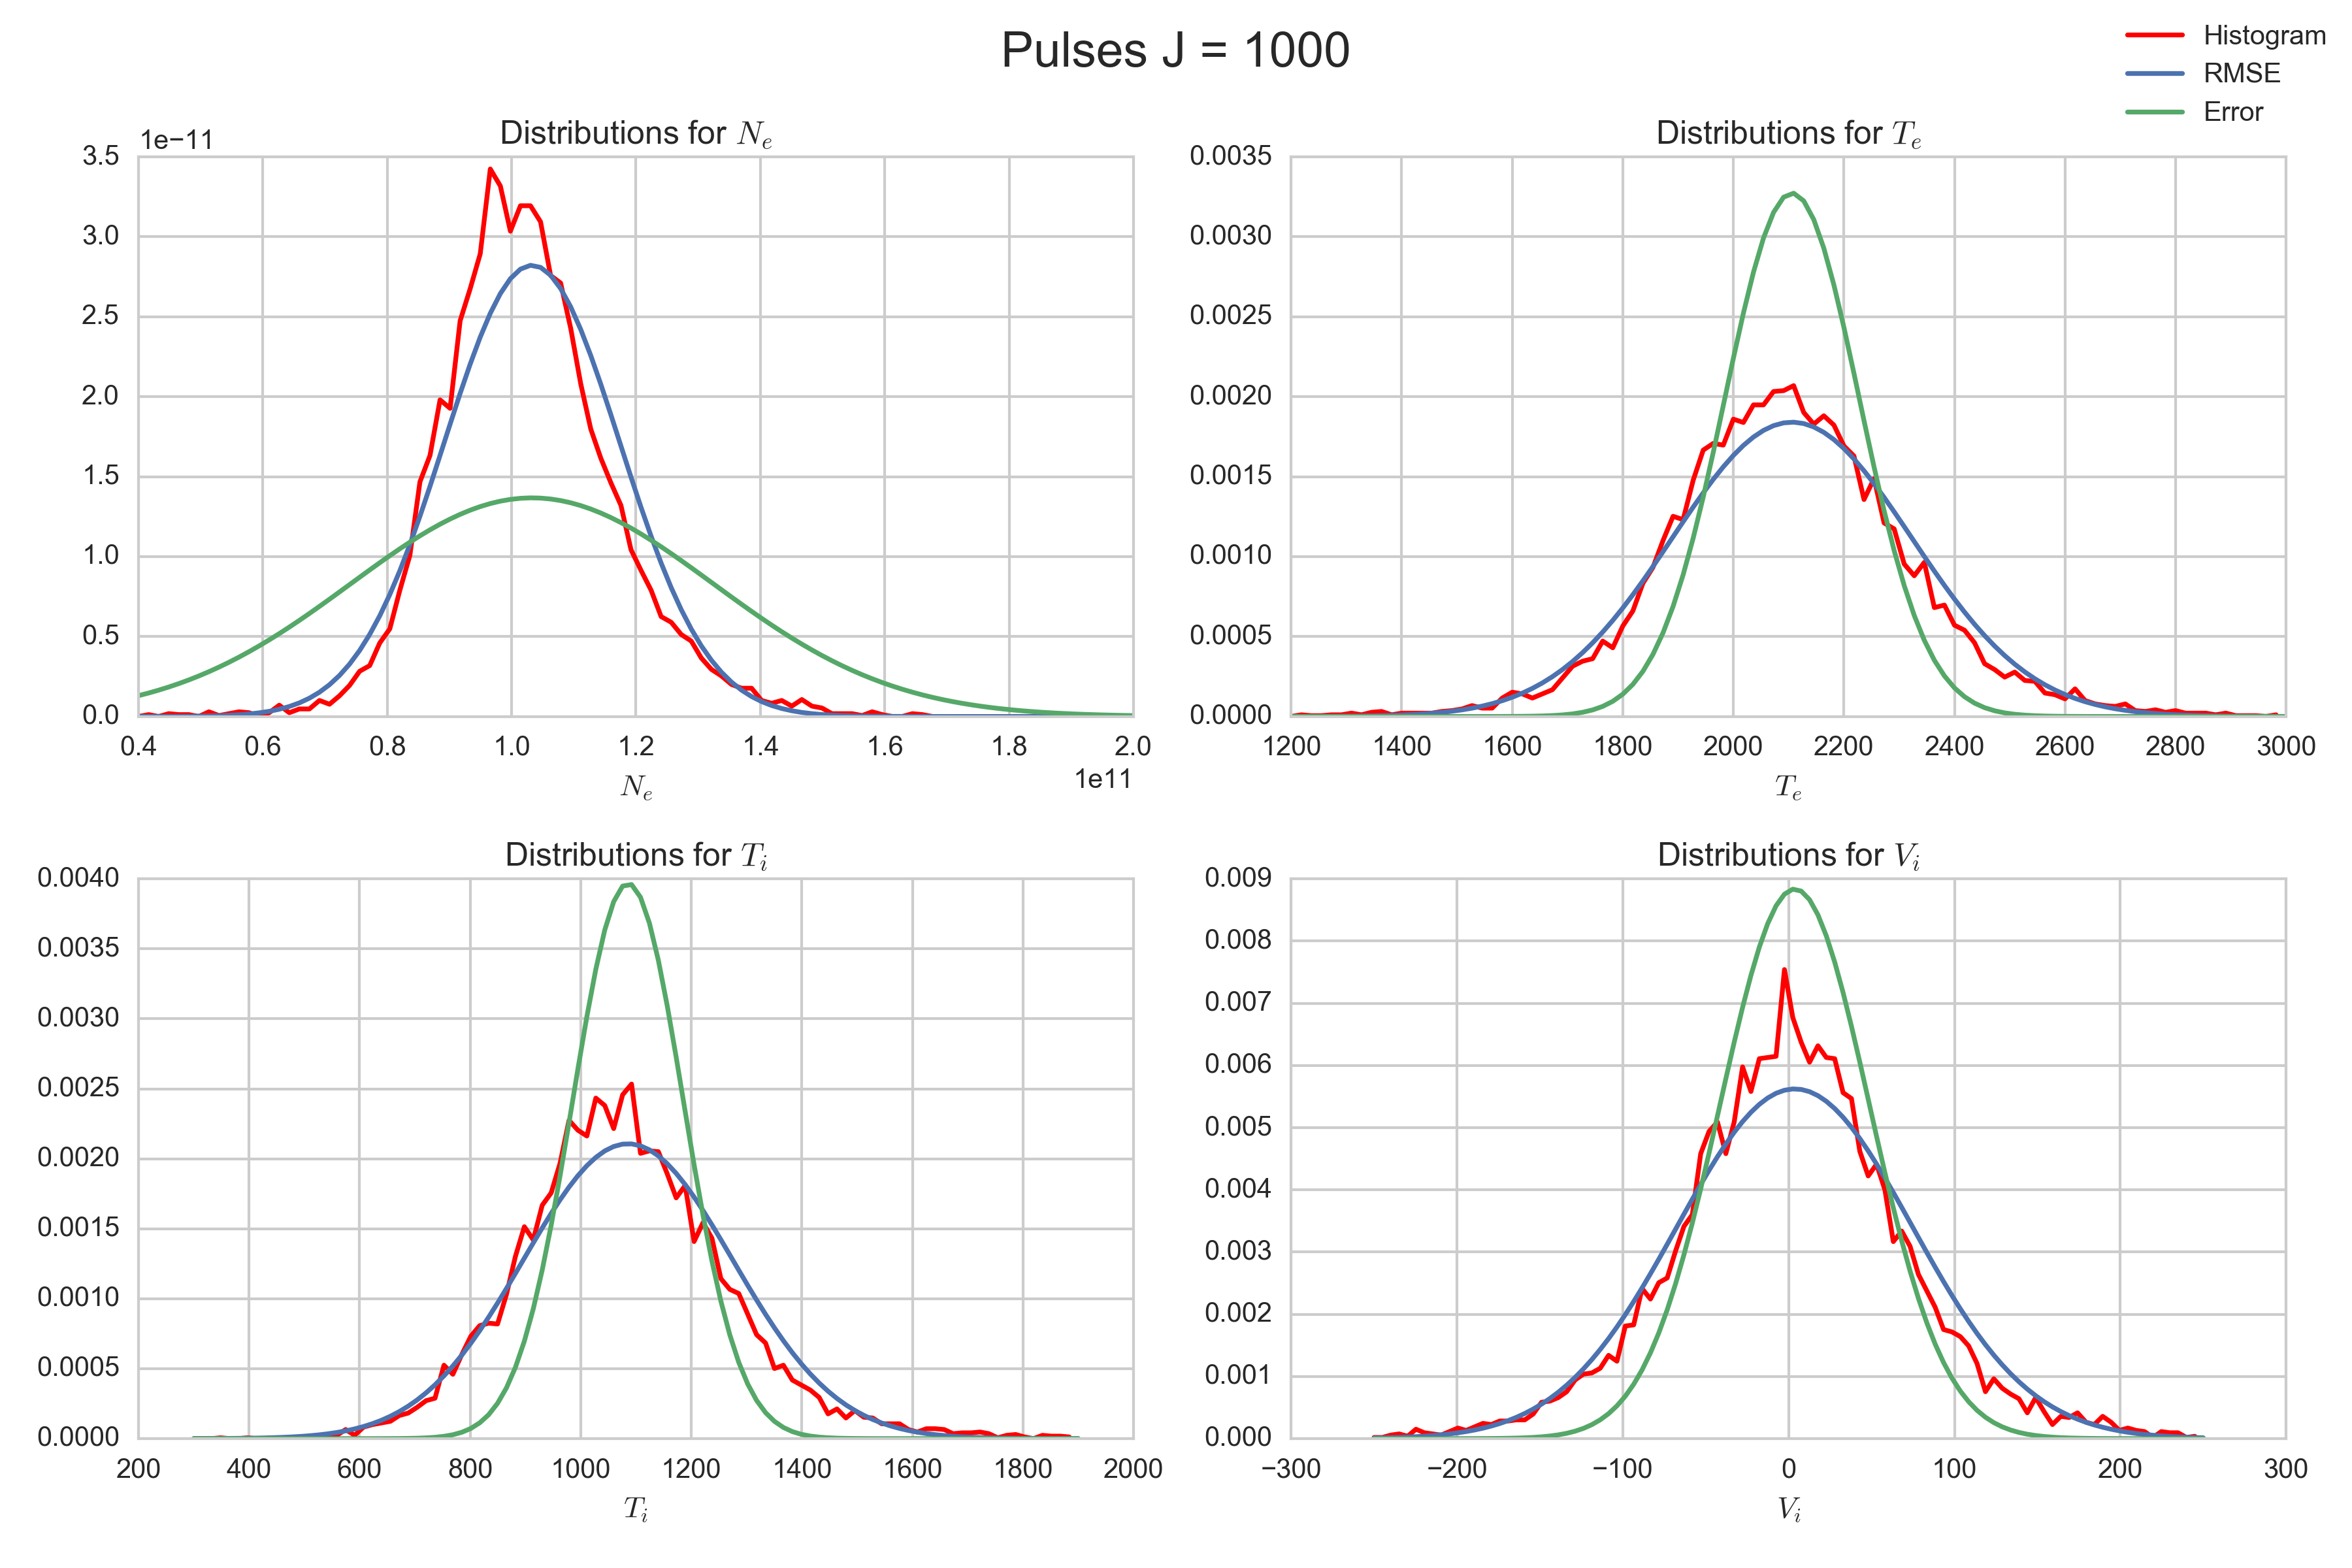 Pulses J = 1000
Histogram
RMSE
Error
Distributions for N_e
1e−11
3.5
3.0
2.5
2.0
1.5
1.0
0.5
0.0
0.4 0.6 0.8 1.0 1.2 1.4 1.6 1.8 2.0
1e11
N_e
Distributions for T_e
0.0035
0.0030
0.0025
0.0020
0.0015
0.0010
0.0005
0.0000
1200 1400 1600 1800 2000 2200 2400 2600 2800 3000
T_e
Distributions for T_i
0.0040
0.0035
0.0030
0.0025
0.0020
0.0015
0.0010
0.0005
0.0000
200 400 600 800 1000 1200 1400 1600 1800 2000
T_i
Distributions for V_i
0.009
0.008
0.007
0.006
0.005
0.004
0.003
0.002
0.001
0.000
−300 −200 −100 0 100 200 300
V_i